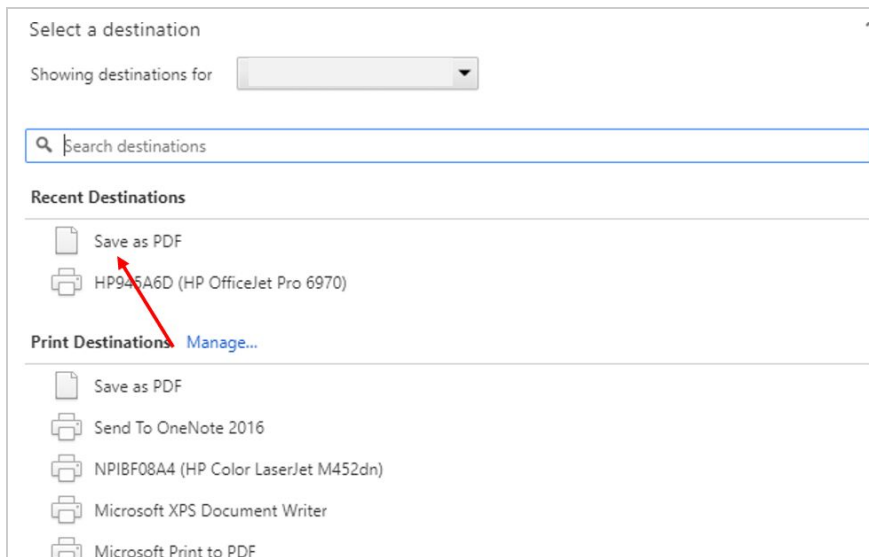 Select a destination
Showing destinations for
Search destinations
Recent Destinations
Save as PDF
HP945A6D (HP OfficeJet Pro 6970)
Print Destinations Manage...
Save as PDF
Send To OneNote 2016
NPIBF08A4 (HP Color LaserJet M452dn)
Microsoft XPS Document Writer
Microsoft Print to PDF